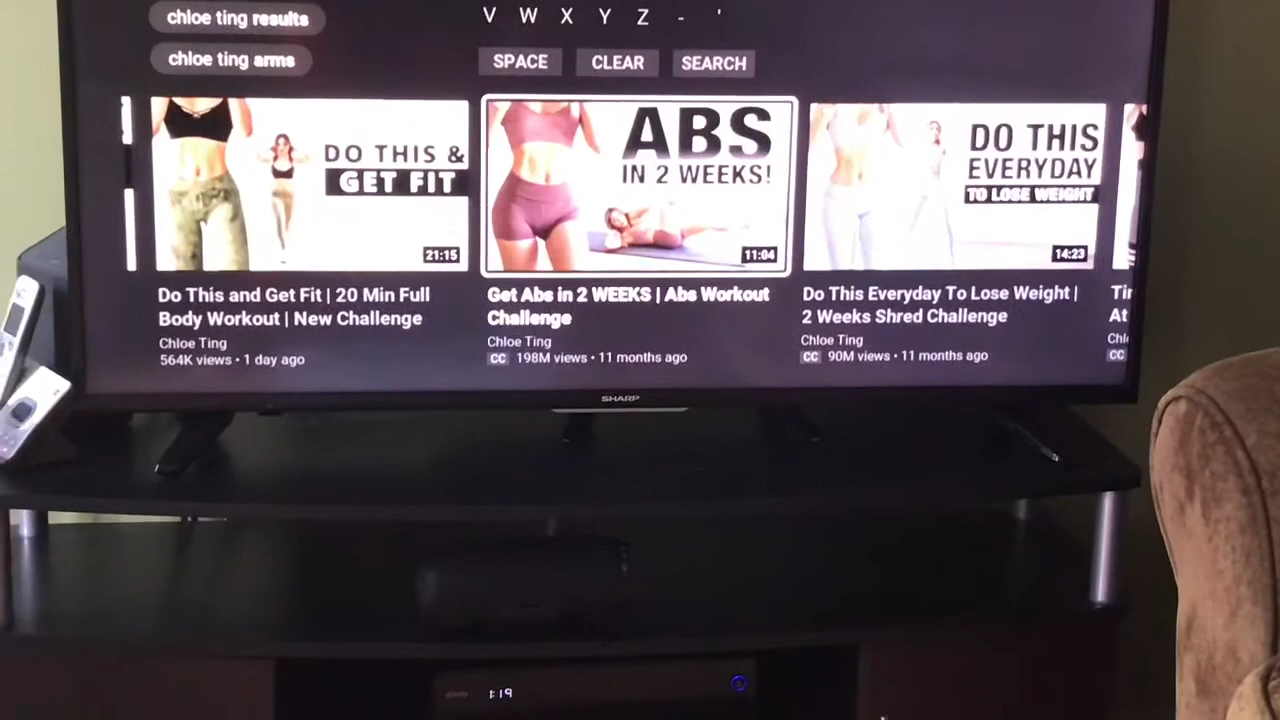 chloe ting results
V W X Y Z - '
chloe ting arms
SPACE CLEAR SEARCH
DO THIS &
GET FIT
21:15
ABS
IN 2 WEEKS!
11:04
DO THIS
EVERYDAY
TO LOSE WEIGHT
14:23
Do This and Get Fit | 20 Min Full
Body Workout | New Challenge
Chloe Ting
564K views • 1 day ago
Get Abs in 2 WEEKS | Abs Workout
Challenge
Chloe Ting
CC 198M views • 11 months ago
Do This Everyday To Lose Weight |
2 Weeks Shred Challenge
Chloe Ting
CC 90M views • 11 months ago
At
CC
SHARP
1:19